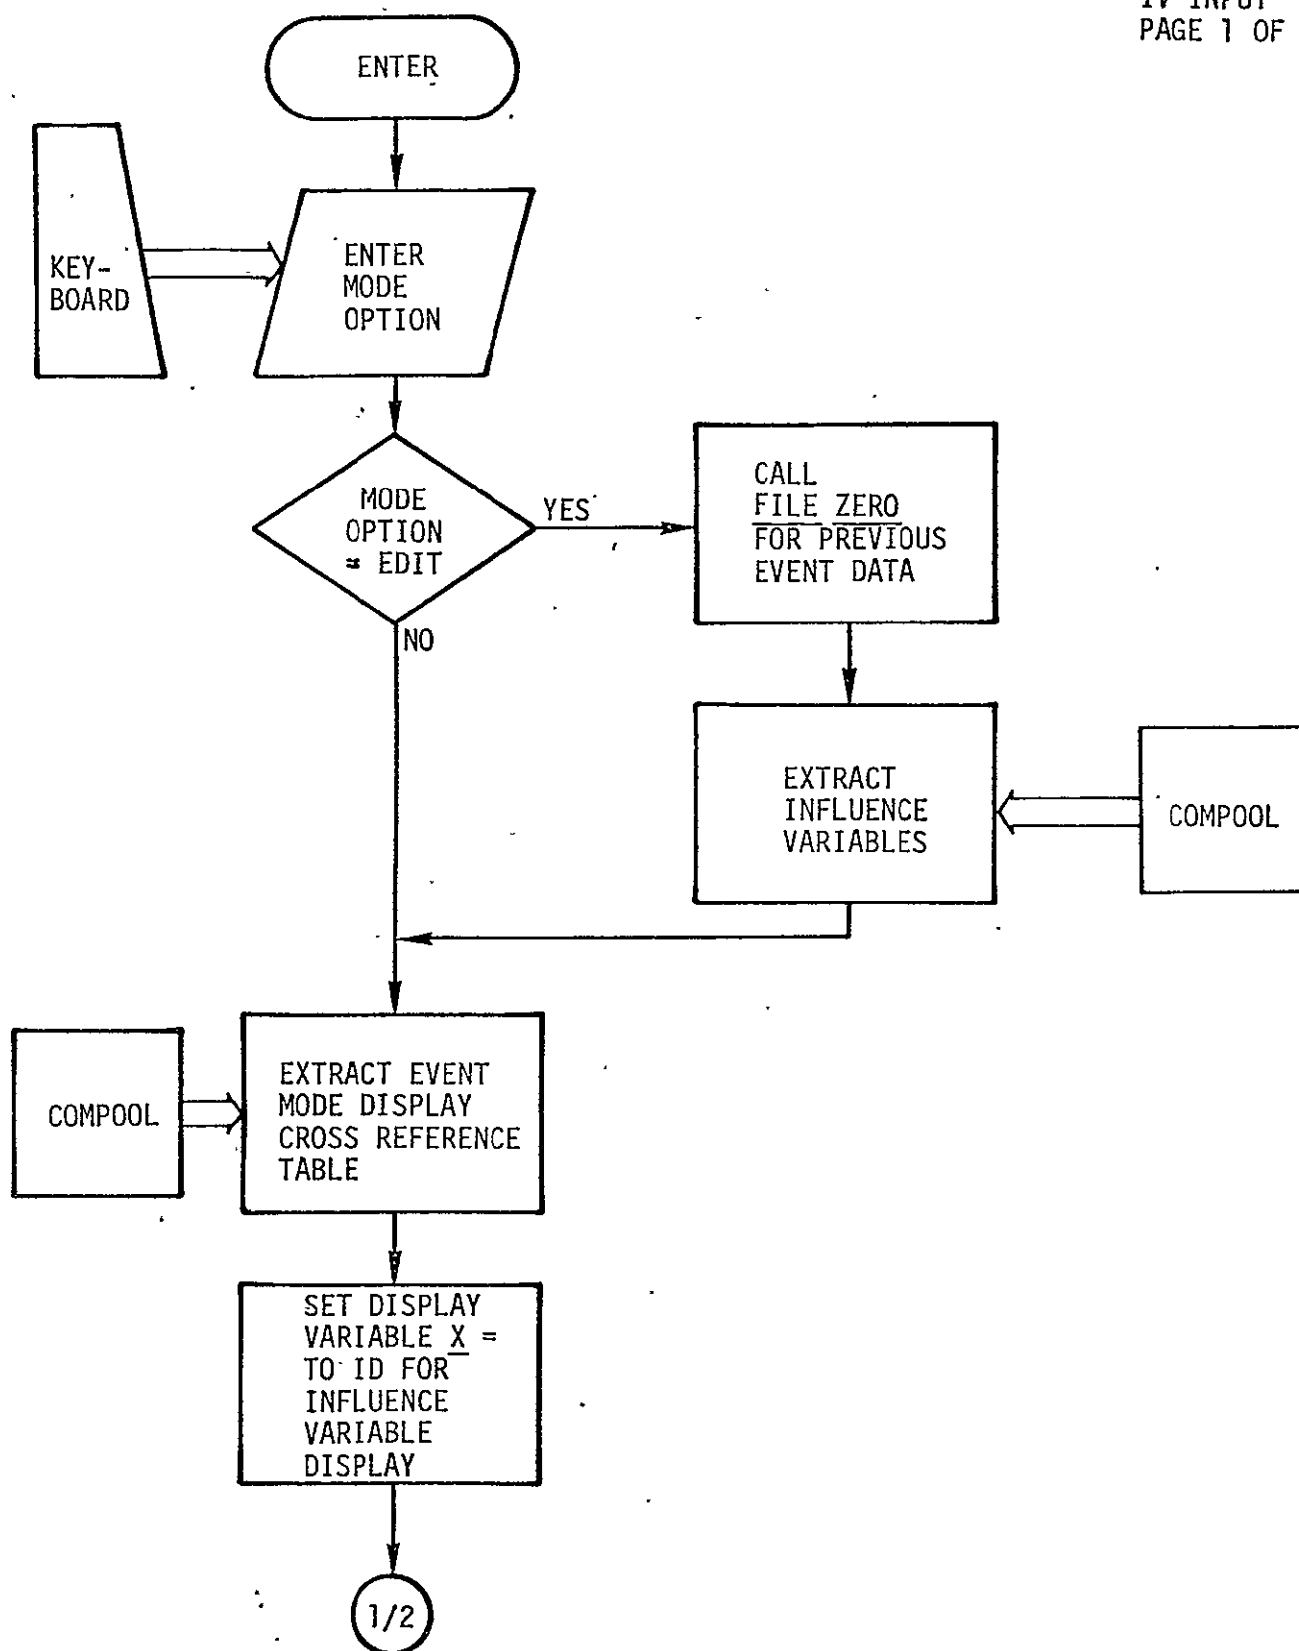 IV INPUT
PAGE 1 OF
ENTER
KEY-
BOARD
ENTER
MODE
OPTION
MODE
OPTION
= EDIT
YES
NO
CALL
FILE ZERO
FOR PREVIOUS
EVENT DATA
EXTRACT
INFLUENCE
VARIABLES
COMPOOL
COMPOOL
EXTRACT EVENT
MODE DISPLAY
CROSS REFERENCE
TABLE
SET DISPLAY
VARIABLE X =
TO ID FOR
INFLUENCE
VARIABLE
DISPLAY
1/2